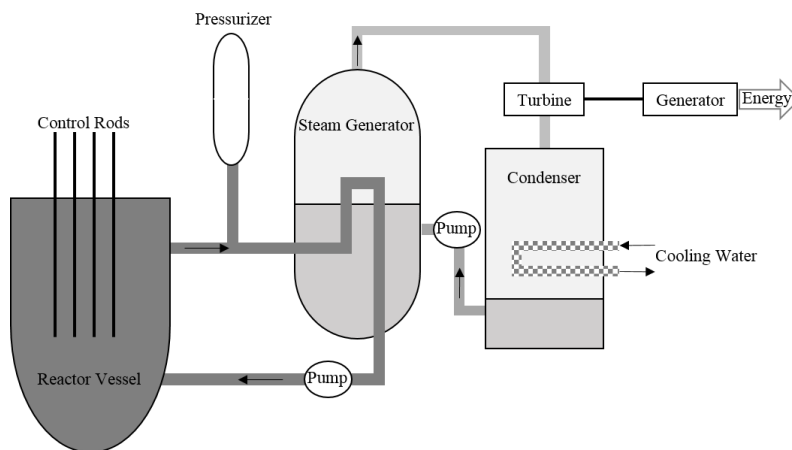 Pressurizer
Control Rods
Steam Generator
Turbine
Generator
Energy
Condenser
Pump
Cooling Water
Reactor Vessel
Pump